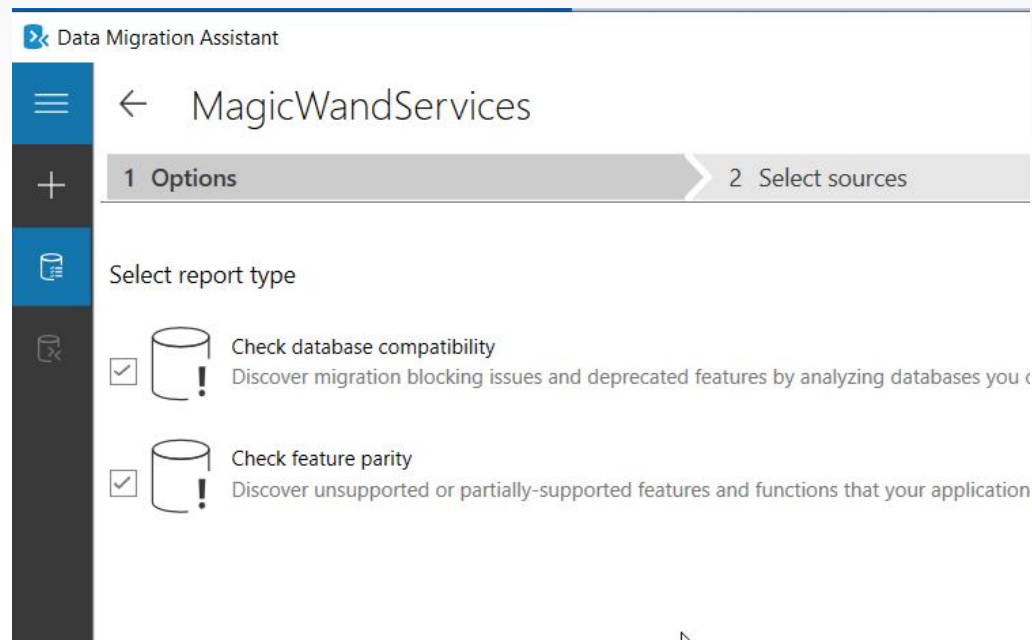 Data Migration Assistant
MagicWandServices
1 Options
2 Select sources
Select report type
Check database compatibility
Discover migration blocking issues and deprecated features by analyzing databases you
Check feature parity
Discover unsupported or partially-supported features and functions that your application